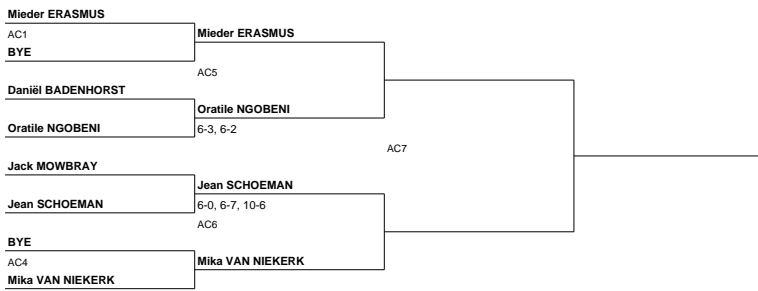 Mieder ERASMUS
AC1
Mieder ERASMUS
BYE
AC5
Daniël BADENHORST
Oratile NGOBENI
Oratile NGOBENI
6-3, 6-2
AC7
Jack MOWBRAY
Jean SCHOEMAN
Jean SCHOEMAN
6-0, 6-7, 10-6
AC6
BYE
AC4
Mika VAN NIEKERK
Mika VAN NIEKERK